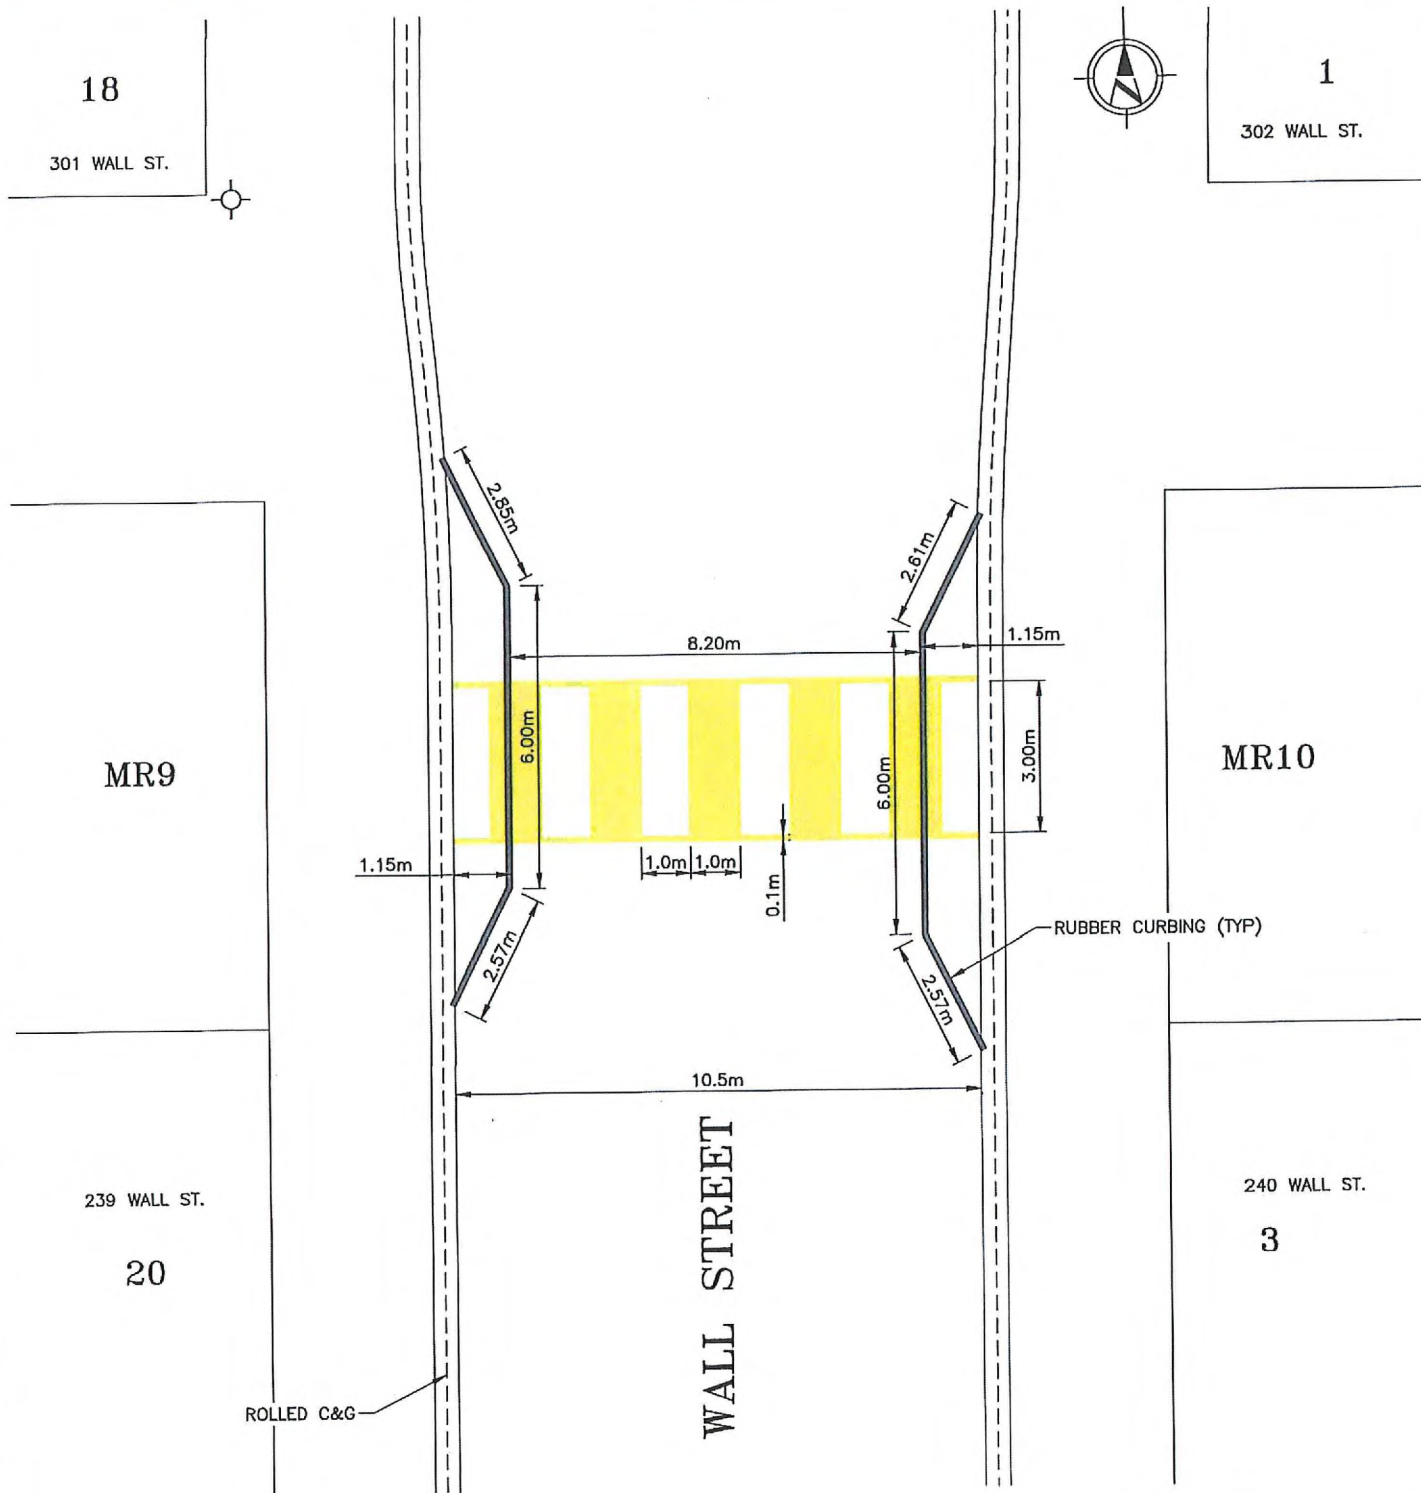 18
301 WALL ST.
N
1
302 WALL ST.
2.85m
2.61m
8.20m
1.15m
6.00m
6.00m
3.00m
MR9
MR10
1.15m
1.0m 1.0m
0.1m
2.57m
RUBBER CURBING (TYP)
2.57m
10.5m
WALL STREET
239 WALL ST.
20
240 WALL ST.
3
ROLLED C&G